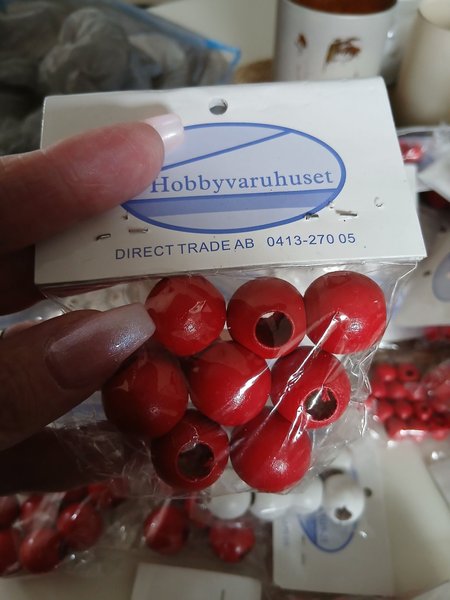 Hobbyvaruhuset
DIRECT TRADE AB 0413-270 05